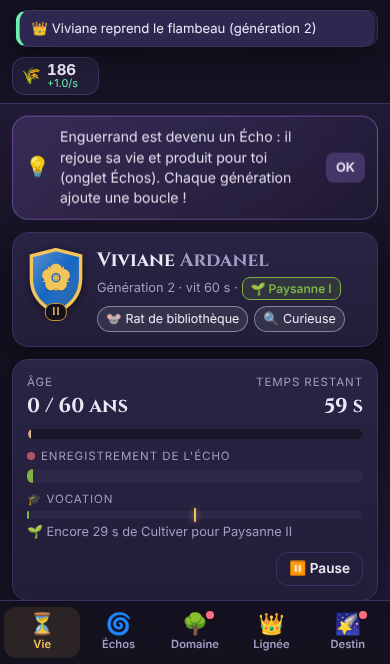 Viviane reprend le flambeau (génération 2)
186
+1.0/s
Enguerrand est devenu un Écho : il
rejoue sa vie et produit pour toi
(onglet Échos). Chaque génération
ajoute une boucle !
OK
VIVIANE ARDANEL
Génération 2 · vit 60 s · Paysanne I
Rat de bibliothèque Curieuse
II
ÂGE TEMPS RESTANT
0 / 60 ANS 59 S
ENREGISTREMENT DE L'ÉCHO
VOCATION
Encore 29 s de Cultiver pour Paysanne II
Pause
Vie Échos Domaine Lignée Destin